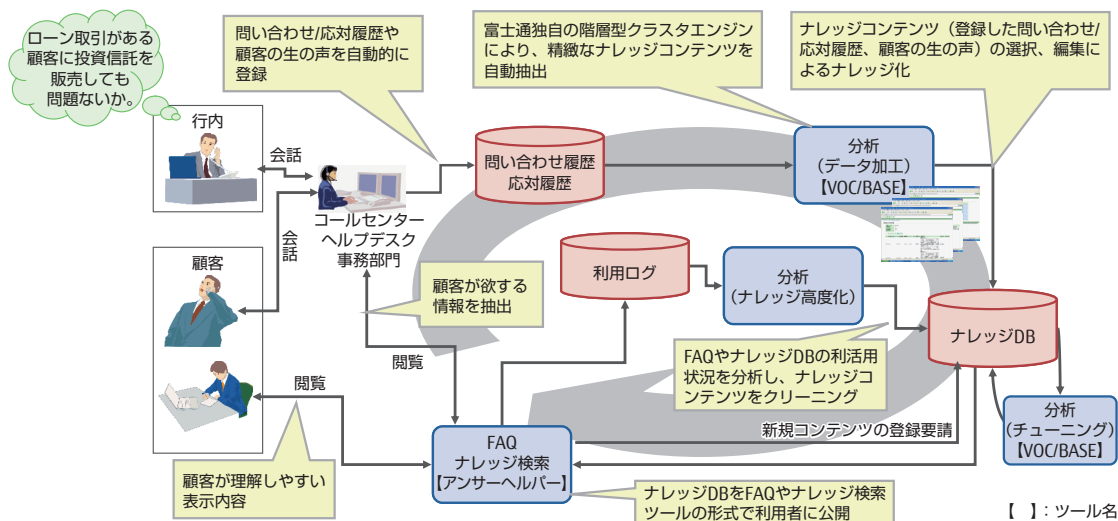 ローン取引がある
顧客に投資信託を
販売しても
問題ないか。
問い合わせ/応対履歴や
顧客の生の声を自動的に
登録
富士通独自の階層型クラスタエンジン
により、精緻なナレッジコンテンツを
自動抽出
ナレッジコンテンツ（登録した問い合わせ/
応対履歴、顧客の生の声）の選択、編集に
よるナレッジ化
行内
会話
コールセンター
ヘルプデスク
事務部門
問い合わせ履歴
応対履歴
分析
（データ加工）
【VOC/BASE】
会話
顧客
顧客が欲する
情報を抽出
利用ログ
分析
（ナレッジ高度化）
ナレッジDB
閲覧
閲覧
FAQやナレッジDBの利活用
状況を分析し、ナレッジコ
ンテンツをクリーニング
分析
（チューニング）
【VOC/BASE】
新規コンテンツの登録要請
FAQ
ナレッジ検索
【アンサーヘルパー】
顧客が理解しやすい
表示内容
ナレッジDBをFAQやナレッジ検索
ツールの形式で利用者に公開
【　】：ツール名